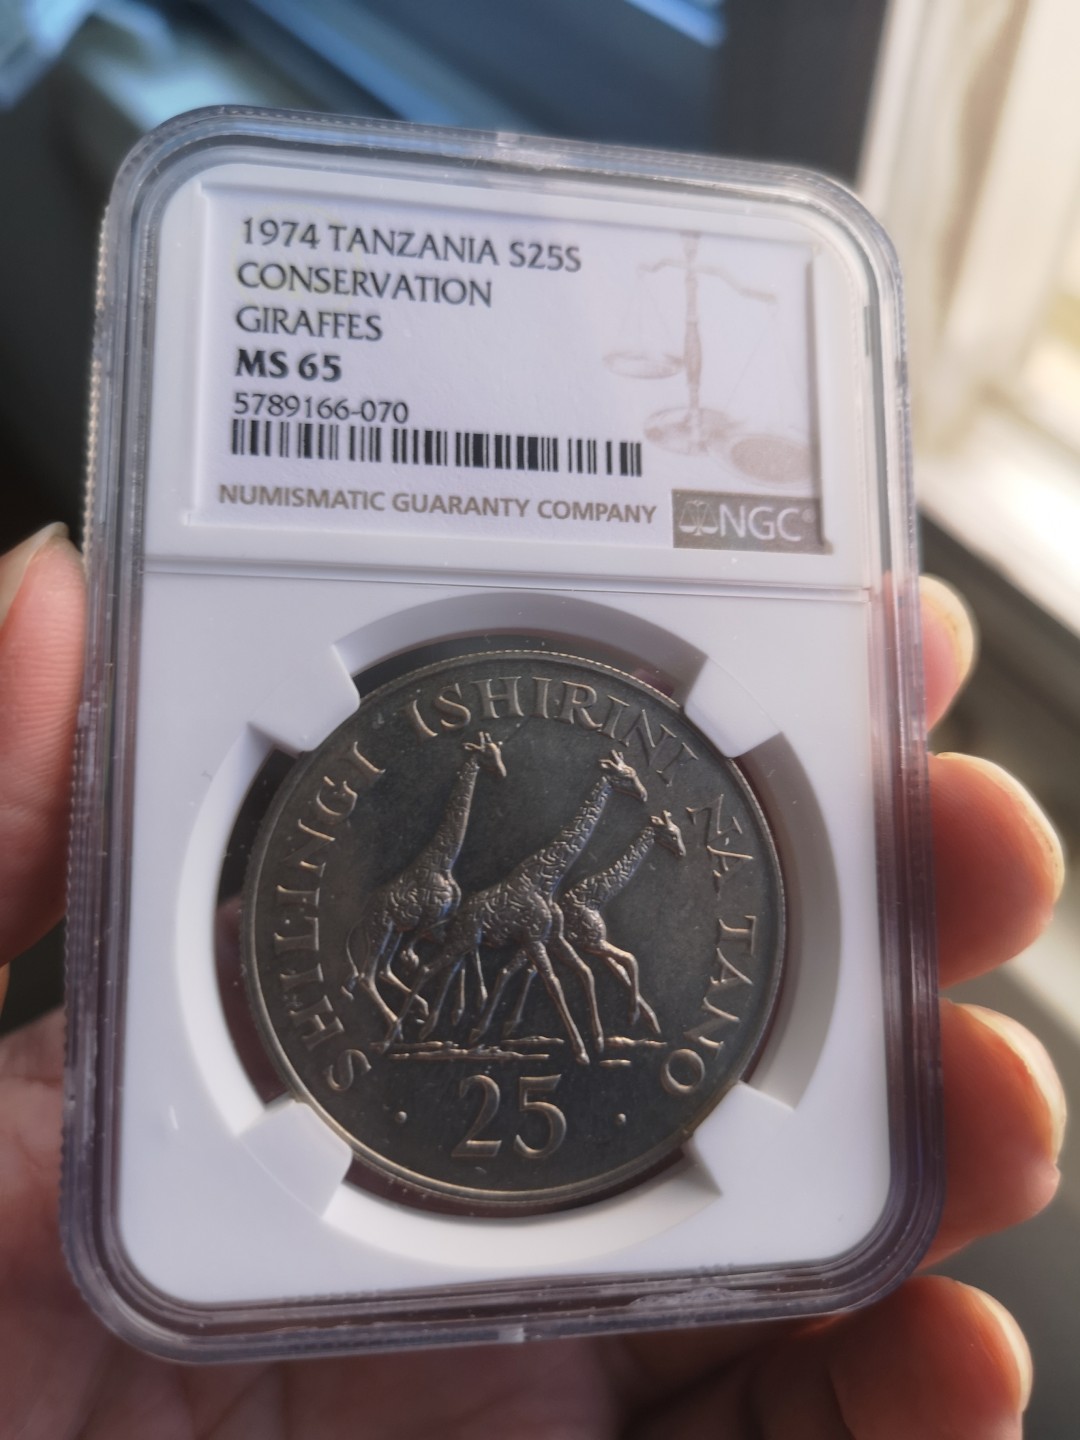 1974 TANZANIA S25S
CONSERVATION
GIRAFFES
MS 65
5789166-070
NUMISMATIC GUARANTY COMPANY
NGC®
SHILINGI ISHIRINI NA TANO
25